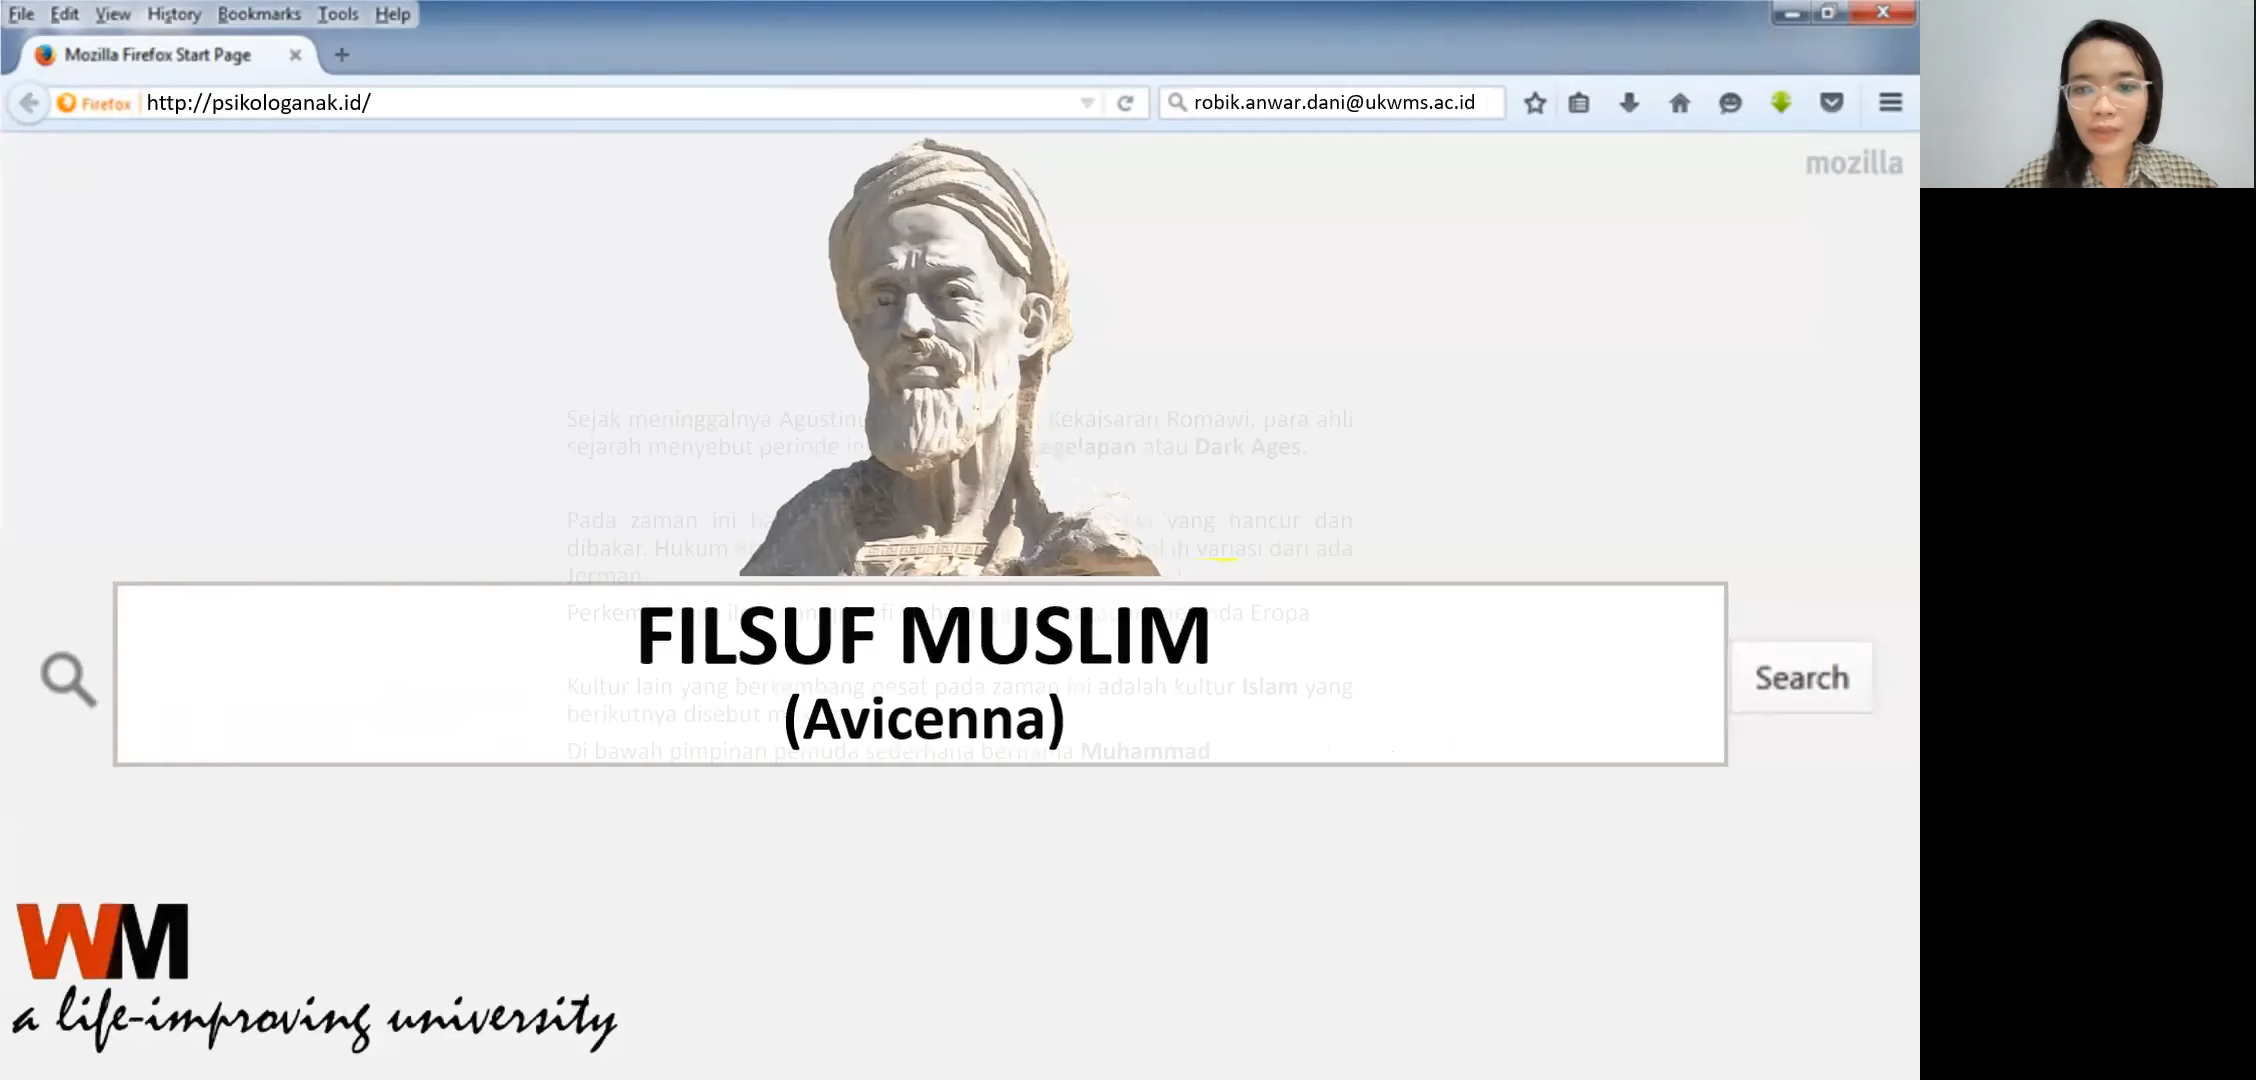 File Edit View History Bookmarks Tools Help
Mozilla Firefox Start Page
Firefox http://psikologanak.id/
robik.anwar.dani@ukwms.ac.id
mozilla
Sejak meninggalnya Kekaisaran Romawi, para ahli
sejarah menyebut periode atau Dark Ages.
Pada zaman ini yang hancur dan
dibakar. Hukum variasi dari ada
Jerman
Eropa
FILSUF MUSLIM
Kultur lain yang berkembang pesat pada zaman ini adalah kultur Islam yang
berikutnya disebut
(Avicenna)
Di bawah pimpinan pemuda sederhana bernama Muhammad
Search
WM
a life-improving university